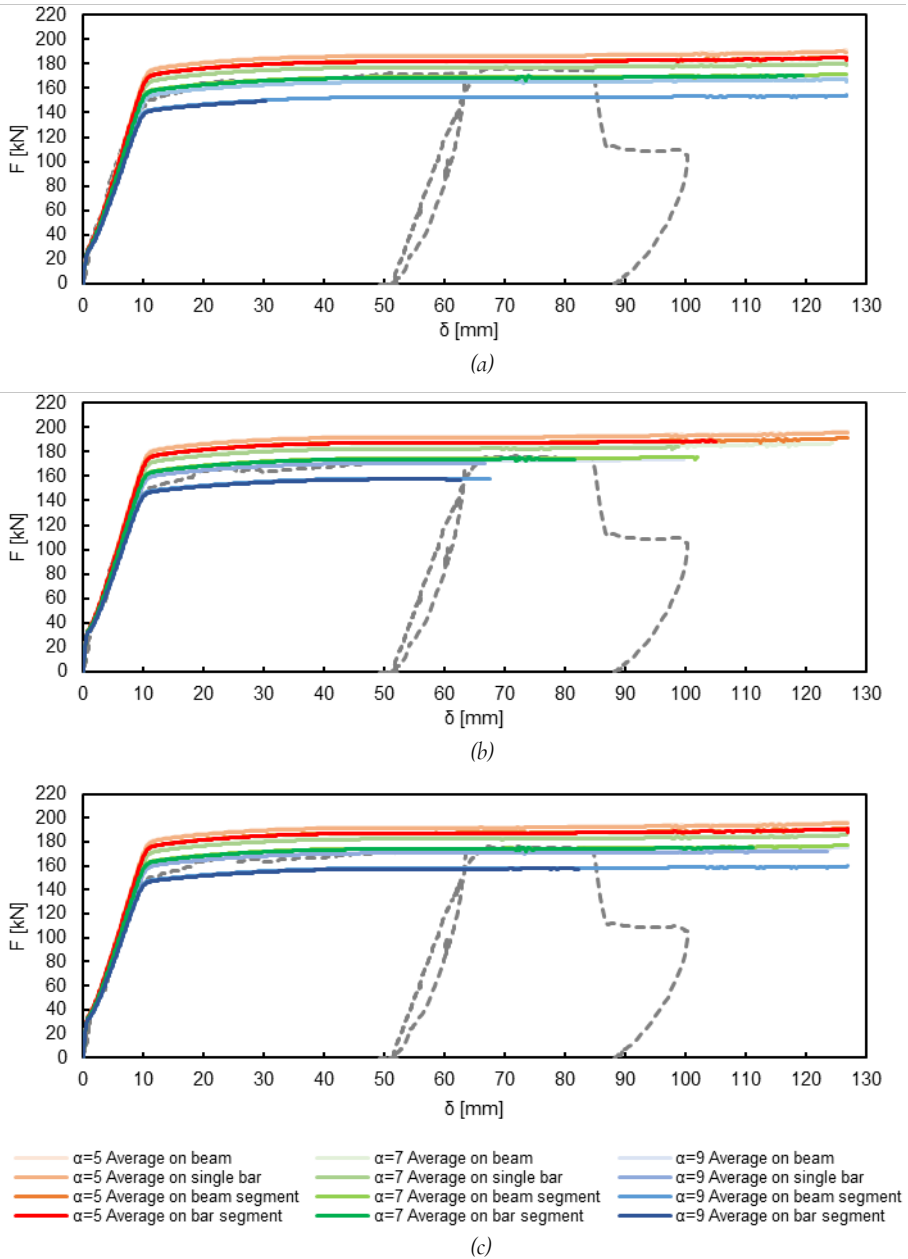 220
200
180
160
140
120
100
80
60
40
20
0
F [kN]
0 10 20 30 40 50 60 70 80 90 100 110 120 130
δ [mm]
(a)
220
200
180
160
140
120
100
80
60
40
20
0
F [kN]
0 10 20 30 40 50 60 70 80 90 100 110 120 130
δ [mm]
(b)
220
200
180
160
140
120
100
80
60
40
20
0
F [kN]
0 10 20 30 40 50 60 70 80 90 100 110 120 130
δ [mm]
α=5 Average on beam α=7 Average on beam α=9 Average on beam
α=5 Average on single bar α=7 Average on single bar α=9 Average on single bar
α=5 Average on beam segment α=7 Average on beam segment α=9 Average on beam segment
α=5 Average on bar segment α=7 Average on bar segment α=9 Average on bar segment
(c)